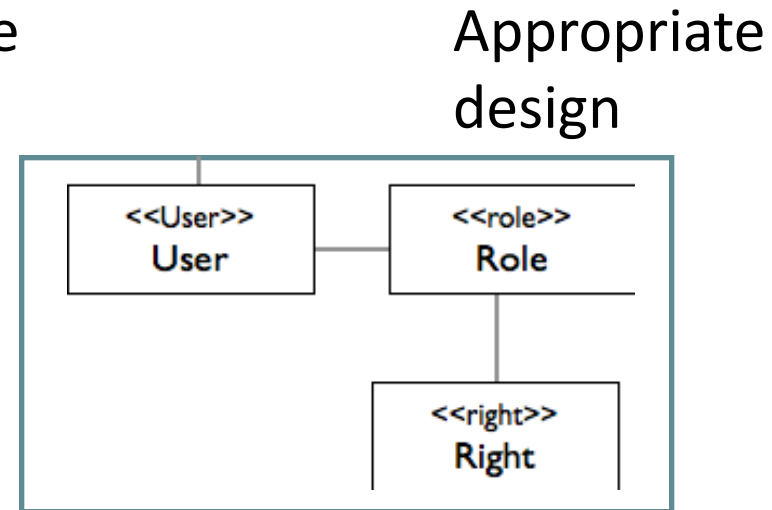 e
Appropriate
design
<<User>>
User
<<role>>
Role
<<right>>
Right